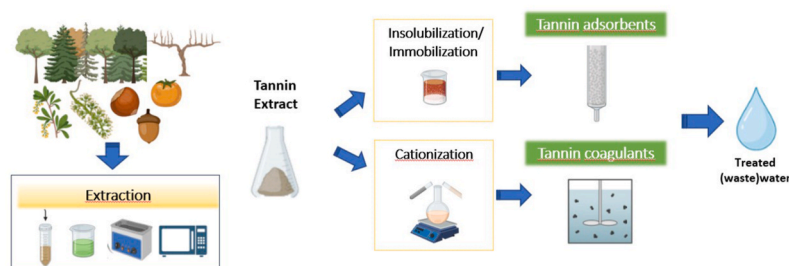 Extraction
Tannin
Extract
Insolubilization/
Immobilization
Cationization
Tannin adsorbents
Tannin coagulants
Treated
(waste)water